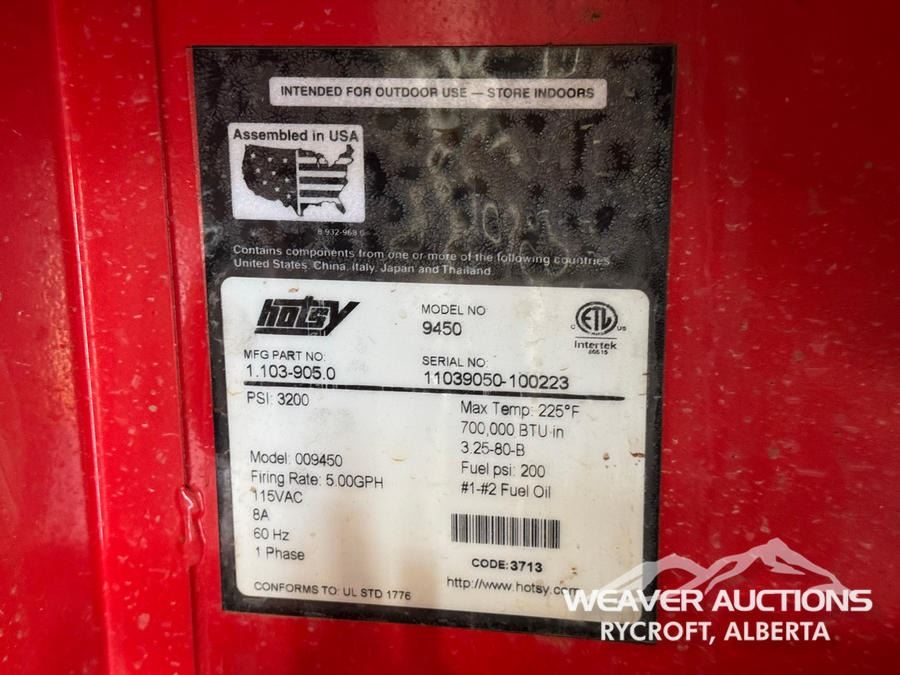 INTENDED FOR OUTDOOR USE — STORE INDOORS
Assembled in USA
Contains components from one or more of the following countries
United States, China, Italy, Japan and Thailand.
hotsy
MODEL NO
9450
C ETL US
Intertek
MFG PART NO:
1.103-905.0
SERIAL NO:
11039050-100223
PSI: 3200
Max Temp: 225°F
700,000 BTU in
3.25-80-B
Fuel psi: 200
#1-#2 Fuel Oil
Model: 009450
Firing Rate: 5.00GPH
115VAC
8A
60 Hz
1 Phase
CODE: 3713
CONFORMS TO: UL STD 1776
http://www.hotsy.com
WEAVER AUCTIONS
RYCROFT, ALBERTA